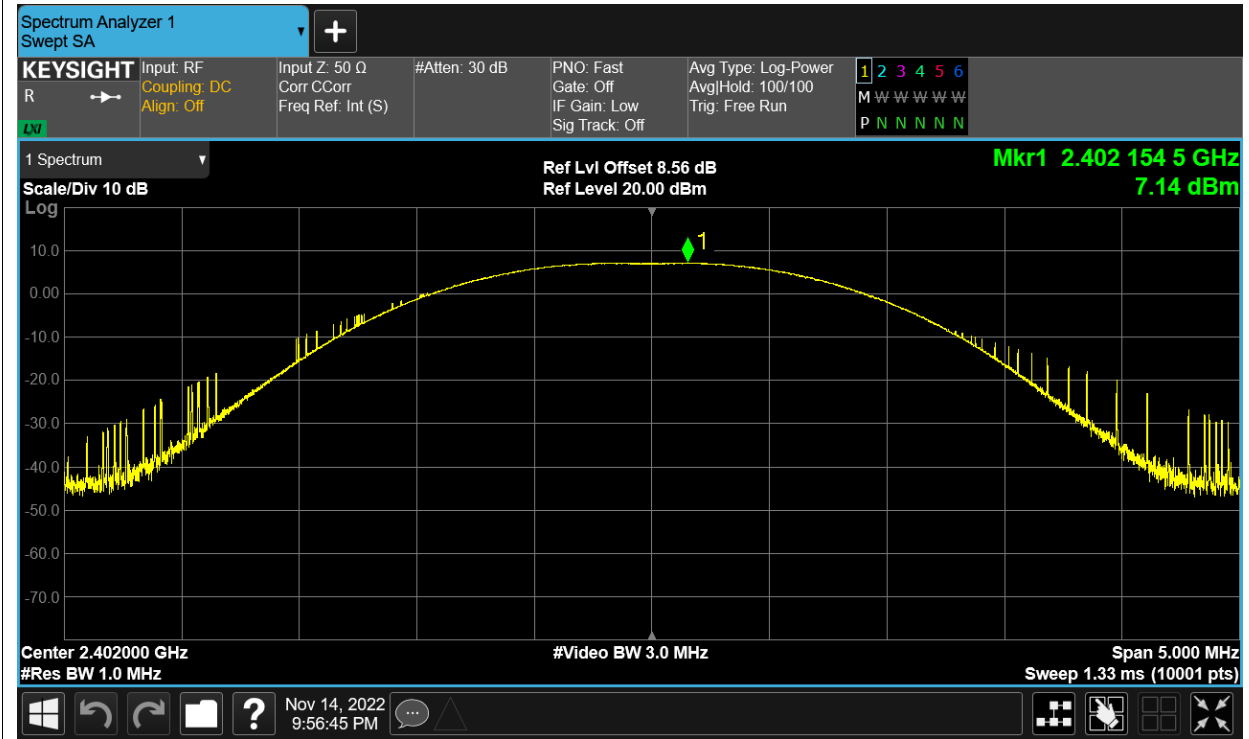 Spectrum Analyzer 1
Swept SA
+
KEYSIGHT
R
LXI
Input: RF
Coupling: DC
Align: Off
Input Z: 50 Ω
Corr CCorr
Freq Ref: Int (S)
#Atten: 30 dB
PNO: Fast
Gate: Off
IF Gain: Low
Sig Track: Off
Avg Type: Log-Power
Avg|Hold: 100/100
Trig: Free Run
1 2 3 4 5 6
M W W W W W
P N N N N N
1 Spectrum
Scale/Div 10 dB
Log
Ref Lvl Offset 8.56 dB
Ref Level 20.00 dBm
Mkr1 2.402 154 5 GHz
7.14 dBm
1
10.0
0.00
-10.0
-20.0
-30.0
-40.0
-50.0
-60.0
-70.0
Center 2.402000 GHz
#Video BW 3.0 MHz
Span 5.000 MHz
#Res BW 1.0 MHz
Sweep 1.33 ms (10001 pts)
?
Nov 14, 2022
9:56:45 PM